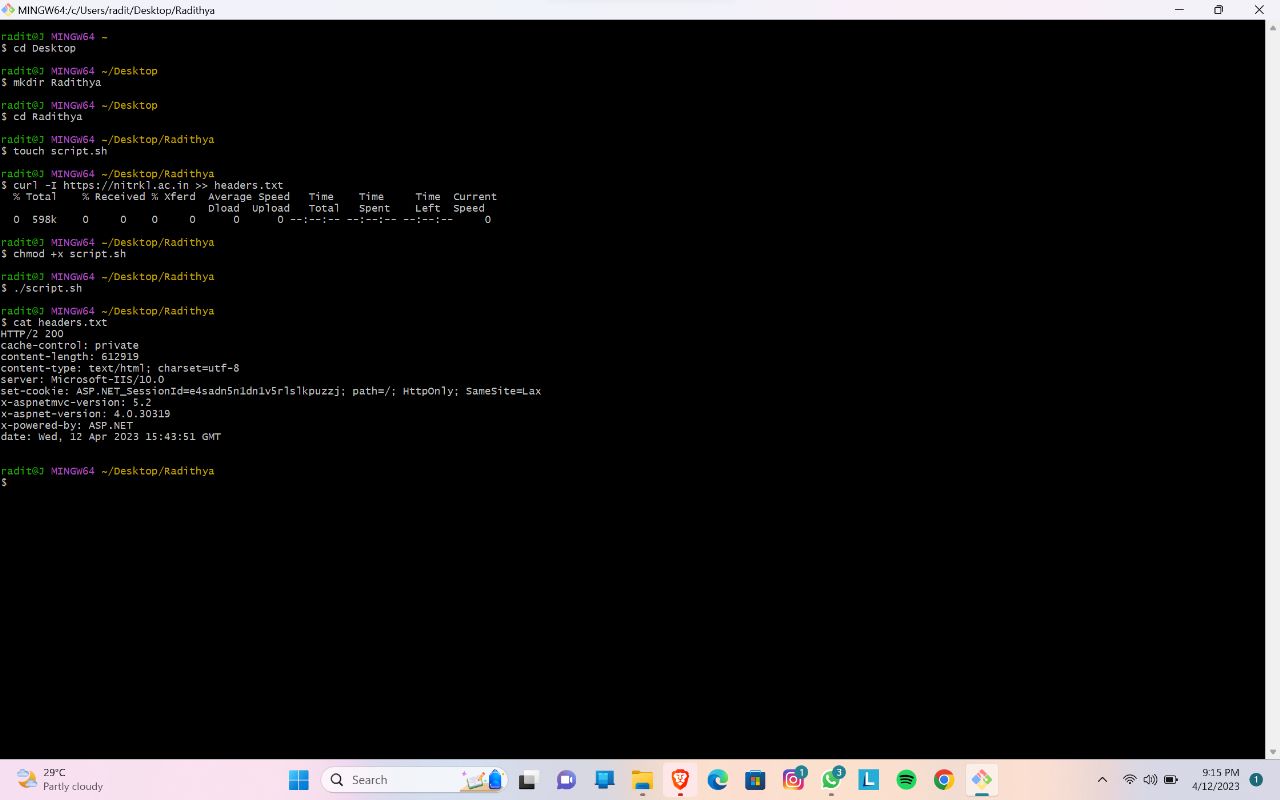 MINGW64:/c/Users/radit/Desktop/Radithya
radit@J MINGW64 ~
$ cd Desktop
radit@J MINGW64 ~/Desktop
$ mkdir Radithya
radit@J MINGW64 ~/Desktop
$ cd Radithya
radit@J MINGW64 ~/Desktop/Radithya
$ touch script.sh
radit@J MINGW64 ~/Desktop/Radithya
$ curl -I https://nitrkl.ac.in >> headers.txt
% Total % Received % Xferd Average Speed Time Time Time Current
Dload Upload Total Spent Left Speed
0 598k 0 0 0 0 0 0 --:--:-- --:--:-- --:--:-- 0
radit@J MINGW64 ~/Desktop/Radithya
$ chmod +x script.sh
radit@J MINGW64 ~/Desktop/Radithya
$ ./script.sh
radit@J MINGW64 ~/Desktop/Radithya
$ cat headers.txt
HTTP/2 200
cache-control: private
content-length: 612919
content-type: text/html; charset=utf-8
server: Microsoft-IIS/10.0
set-cookie: ASP.NET_SessionId=e4sadn5n1dn1v5rlslkpuzzj; path=/; HttpOnly; SameSite=Lax
x-aspnetmvc-version: 5.2
x-aspnet-version: 4.0.30319
x-powered-by: ASP.NET
date: Wed, 12 Apr 2023 15:43:51 GMT
radit@J MINGW64 ~/Desktop/Radithya
$
29°C
Partly cloudy
Search
1
3
L
9:15 PM
4/12/2023
1